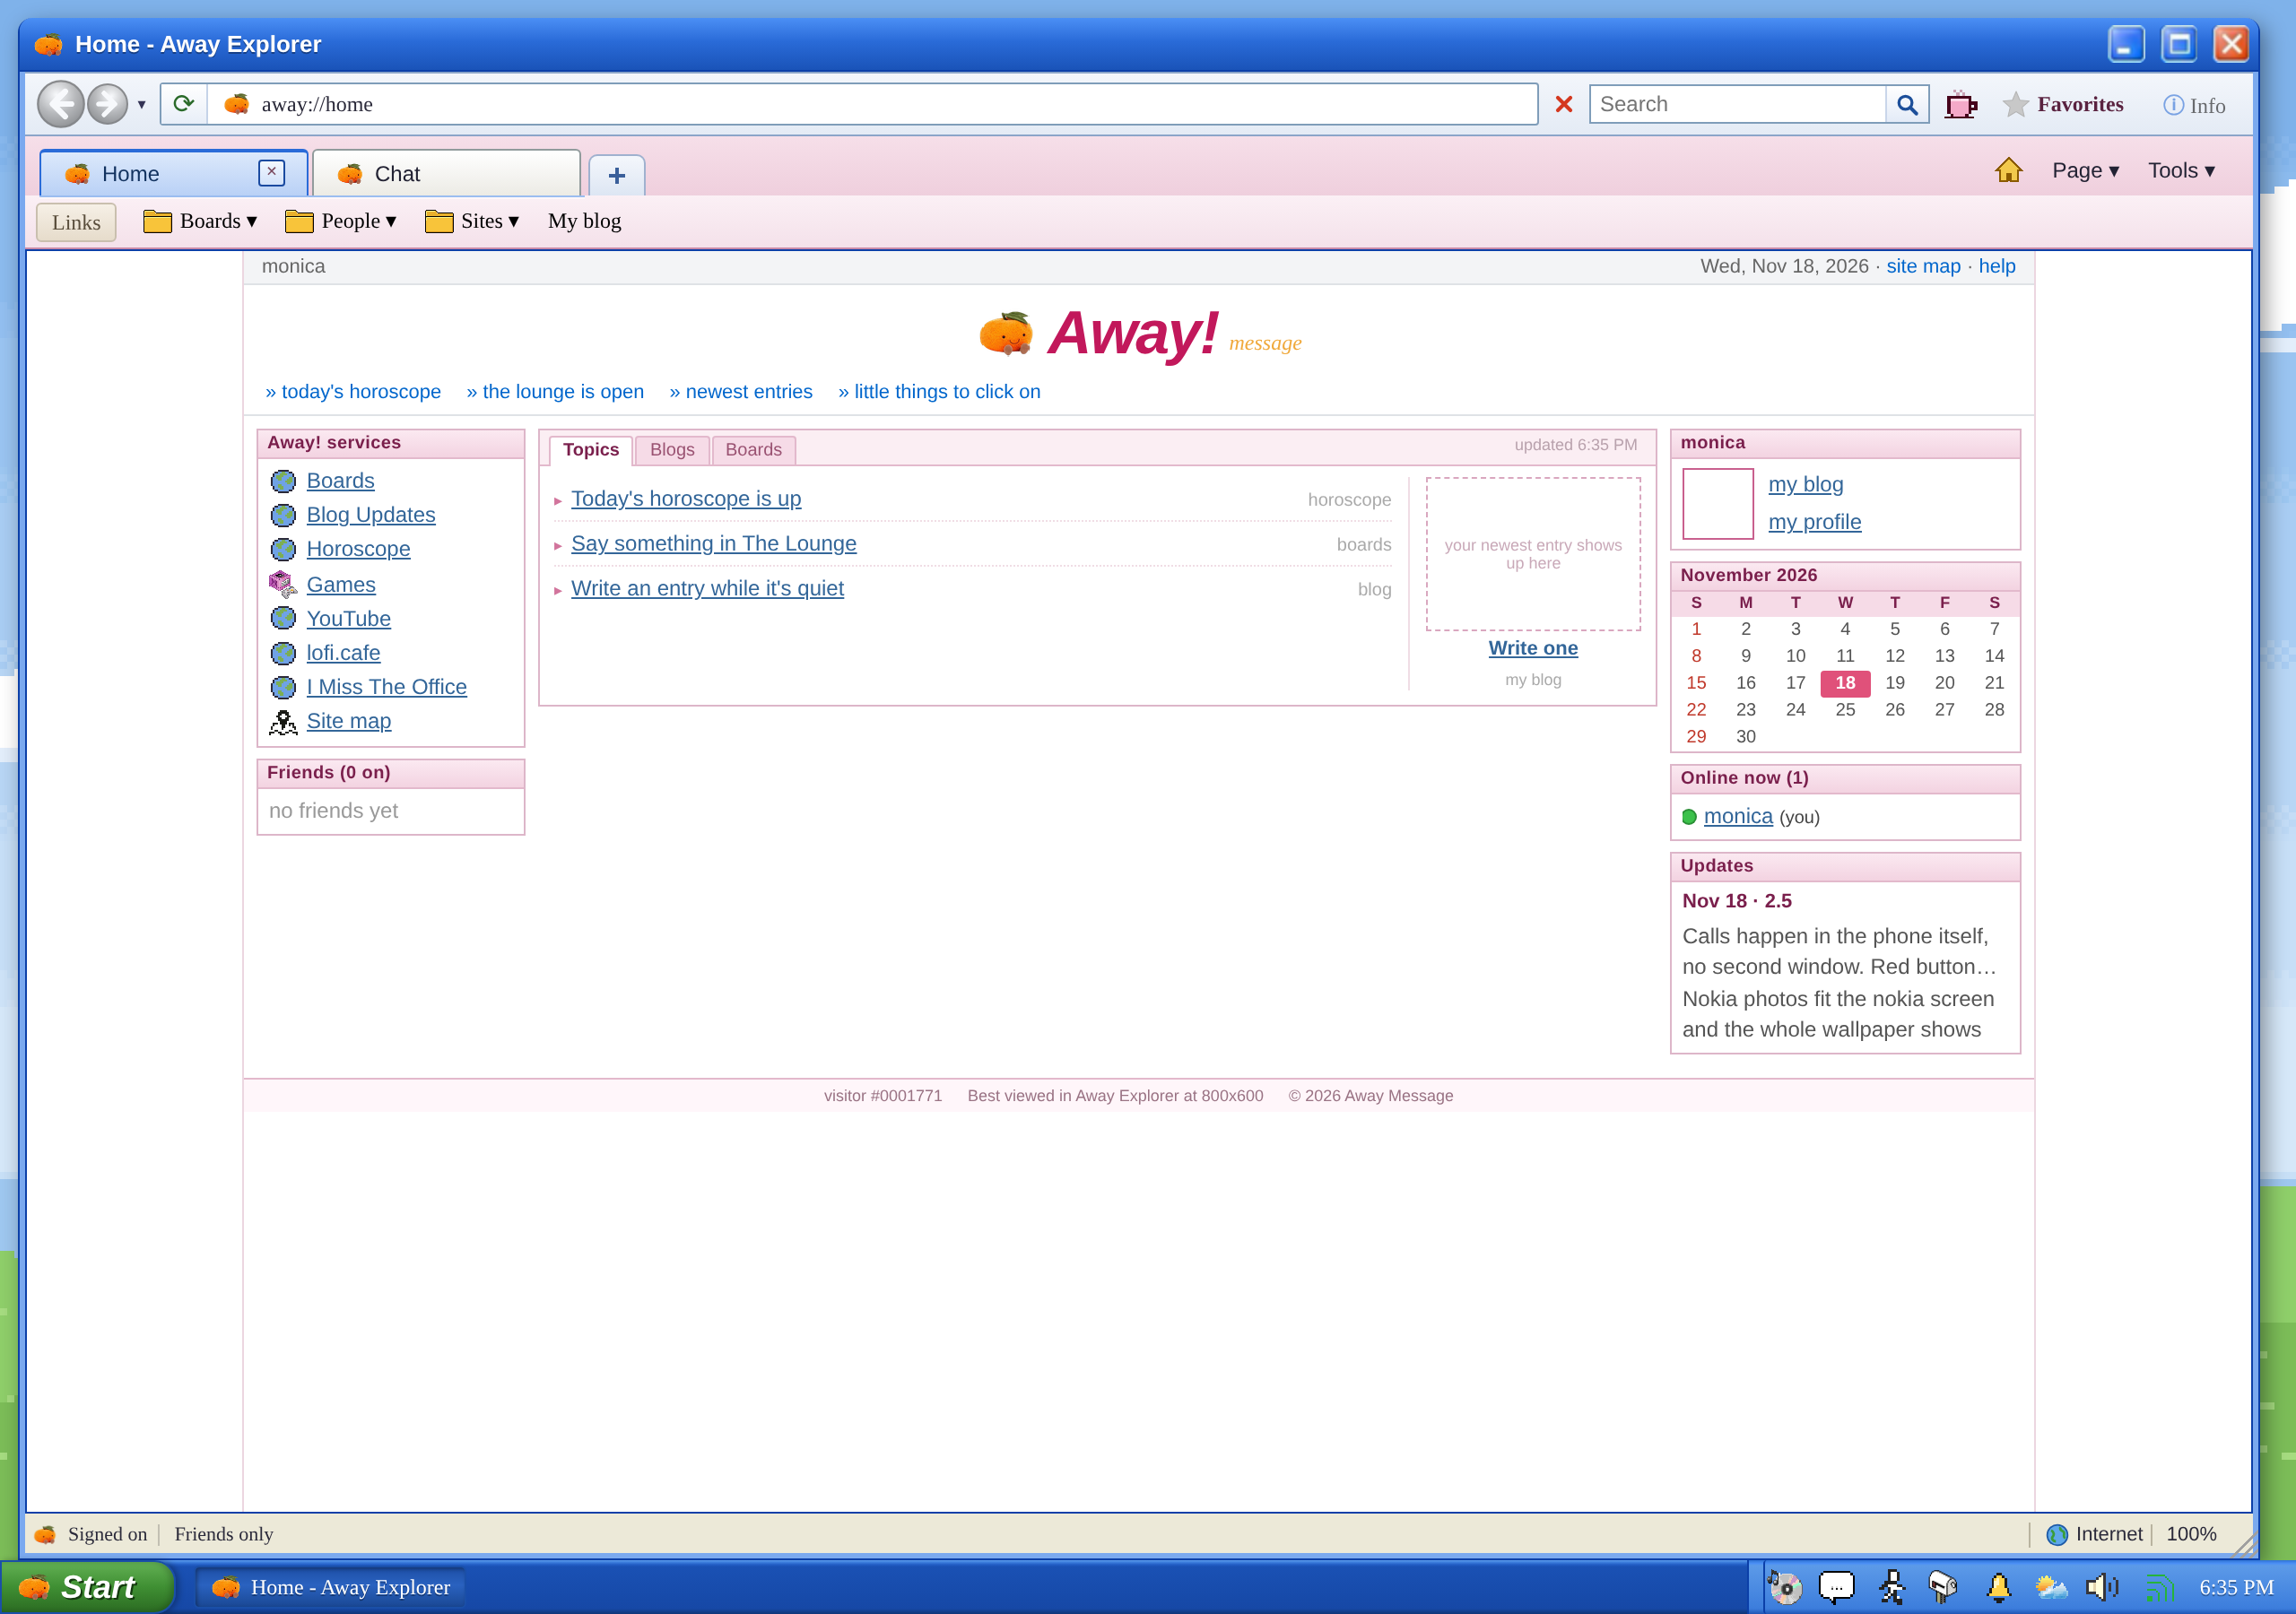 Home - Away Explorer
away://home
Search
Favorites
Info
Home
Chat
Page ▾
Tools ▾
Links
Boards ▾
People ▾
Sites ▾
My blog
monica
Wed, Nov 18, 2026 · site map · help
Away! message
» today's horoscope
» the lounge is open
» newest entries
» little things to click on
Away! services
Boards
Blog Updates
Horoscope
Games
YouTube
lofi.cafe
I Miss The Office
Site map
Friends (0 on)
no friends yet
Topics
Blogs
Boards
updated 6:35 PM
Today's horoscope is up
horoscope
Say something in The Lounge
boards
Write an entry while it's quiet
blog
your newest entry shows
up here
Write one
my blog
monica
my blog
my profile
November 2026
S M T W T F S
1 2 3 4 5 6 7
8 9 10 11 12 13 14
15 16 17 18 19 20 21
22 23 24 25 26 27 28
29 30
Online now (1)
monica (you)
Updates
Nov 18 · 2.5
Calls happen in the phone itself,
no second window. Red button…
Nokia photos fit the nokia screen
and the whole wallpaper shows
visitor #0001771
Best viewed in Away Explorer at 800x600
© 2026 Away Message
Signed on
Friends only
Internet
100%
Start
Home - Away Explorer
6:35 PM